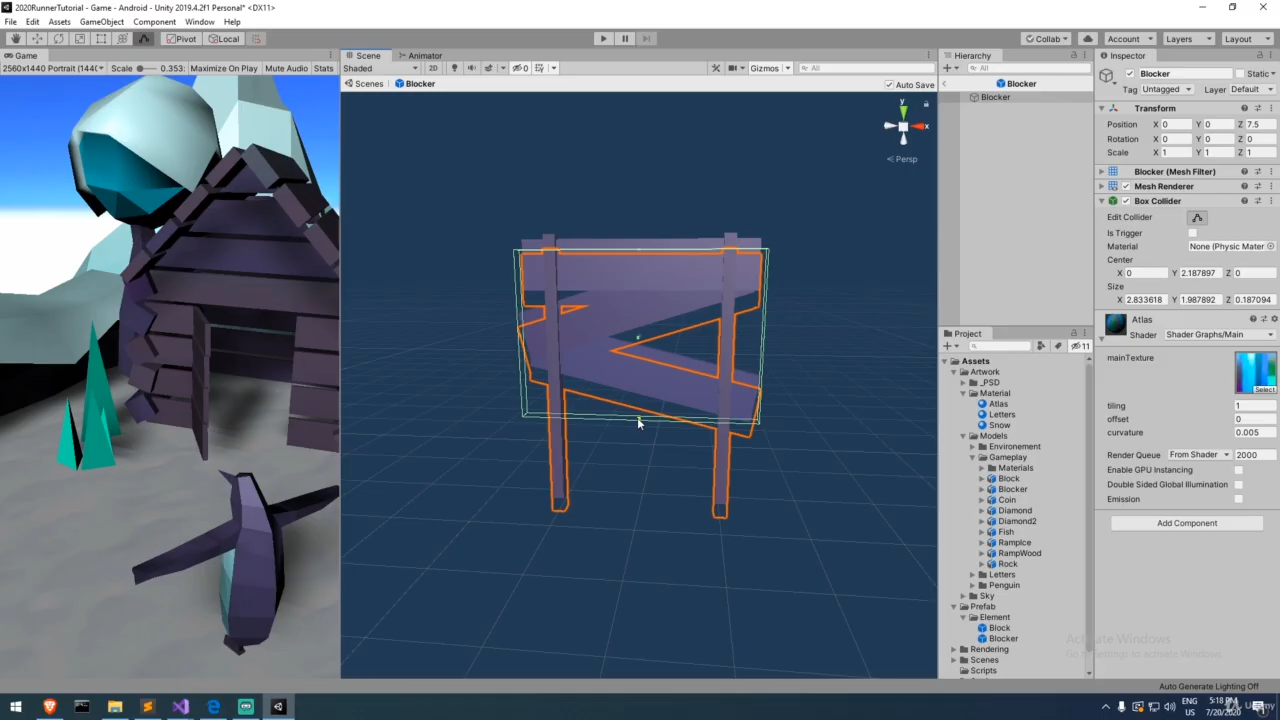 2020RunnerTutorial - Game - Android - Unity 2019.4.2f1 Personal* <DX11>
File Edit Assets GameObject Component Window Help
Pivot Local Collab Account Layers Layout
Game Scene Animator Hierarchy Inspector
2560x1440 Portrait (144( Scale 0.353: Maximize On Play Mute Audio Stats
Shaded 2D 0 Gizmos All
All
Scenes Blocker Auto Save
Blocker
Blocker
Blocker Static
Tag Untagged Layer Default
Transform
Position X 0 Y 0 Z 7.5
Rotation X 0 Y 0 Z 0
Scale X 1 Y 1 Z 1
Blocker (Mesh Filter)
Mesh Renderer
Box Collider
Edit Collider
Is Trigger
Material None (Physic Mater
Center
X 0 Y 2.187897 Z 0
Size
X 2.833618 Y 1.987892 Z 0.187094
Atlas
Shader Shader Graphs/Main
mainTexture
Select
tiling 1
offset 0
curvature 0.005
Render Queue From Shader 2000
Enable GPU Instancing
Double Sided Global Illumination
Emission
Add Component
y
x
Persp
Project
11
Assets
Artwork
_PSD
Material
Atlas
Letters
Snow
Models
Environement
Gameplay
Materials
Block
Blocker
Coin
Diamond
Diamond2
Fish
RampIce
RampWood
Rock
Letters
Penguin
Sky
Prefab
Element
Block
Blocker
Rendering
Scenes
Scripts
Activate Windows
Go to Settings to activate Windows.
Auto Generate Lighting Off
ENG
US
5:18 PM
7/20/2020
Udemy